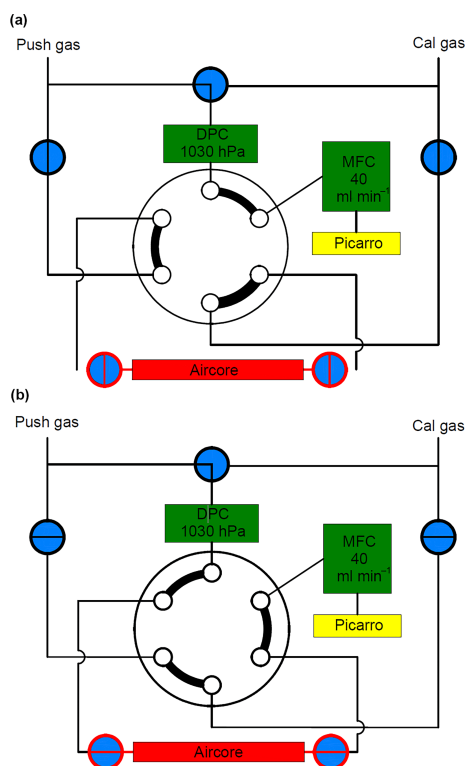 (a)
Push gas
Cal gas
DPC
1030 hPa
MFC
40
ml min⁻¹
Picarro
Aircore
(b)
Push gas
Cal gas
DPC
1030 hPa
MFC
40
ml min⁻¹
Picarro
Aircore